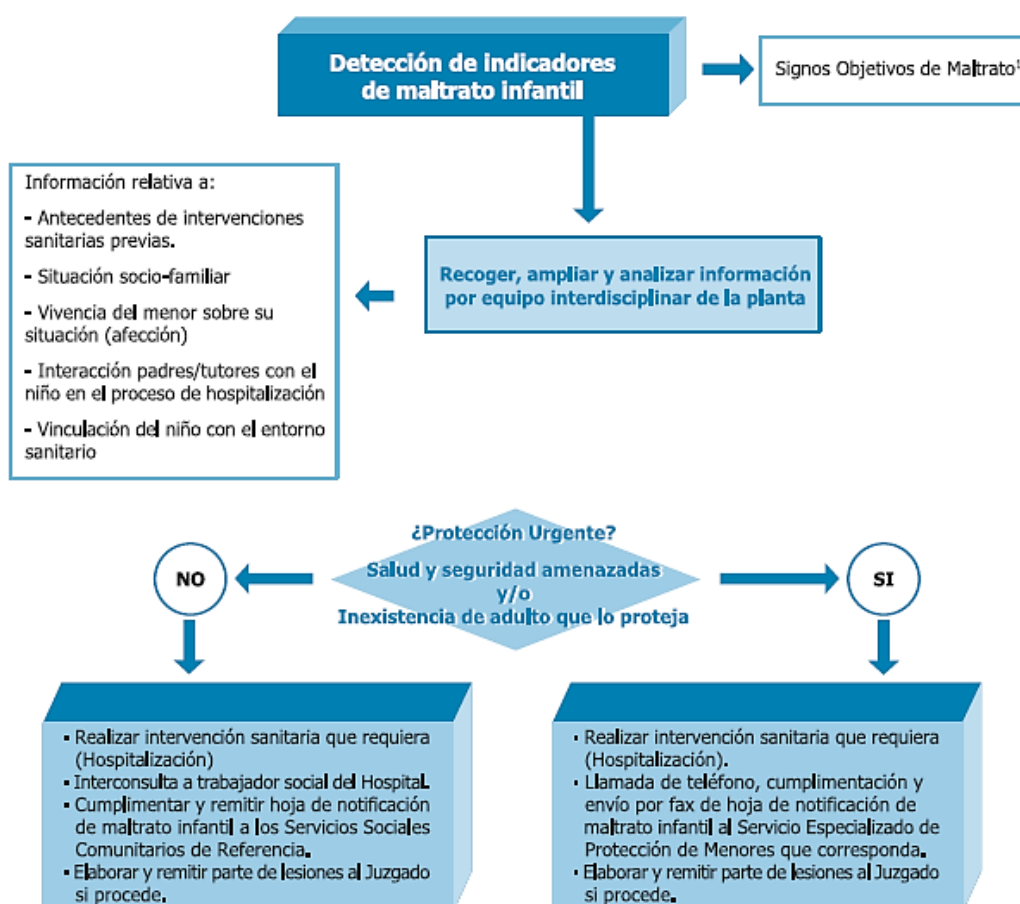 Detección de indicadores
de maltrato infantil
Signos Objetivos de Maltrato¹
Información relativa a:
- Antecedentes de intervenciones
sanitarias previas.
- Situación socio-familiar
- Vivencia del menor sobre su
situación (afección)
- Interacción padres/tutores con el
niño en el proceso de hospitalización
- Vinculación del niño con el entorno
sanitario
Recoger, ampliar y analizar información
por equipo interdisciplinar de la planta
¿Protección Urgente?
Salud y seguridad amenazadas
y/o
Inexistencia de adulto que lo proteja
NO
SI
▪ Realizar intervención sanitaria que requiera
(Hospitalización)
▪ Interconsulta a trabajador social del Hospital.
▪ Cumplimentar y remitir hoja de notificación
de maltrato infantil a los Servicios Sociales
Comunitarios de Referencia.
▪ Elaborar y remitir parte de lesiones al Juzgado
si procede.
▪ Realizar intervención sanitaria que requiera
(Hospitalización).
▪ Llamada de teléfono, cumplimentación y
envío por fax de hoja de notificación de
maltrato infantil al Servicio Especializado de
Protección de Menores que corresponda.
▪ Elaborar y remitir parte de lesiones al Juzgado
si procede.